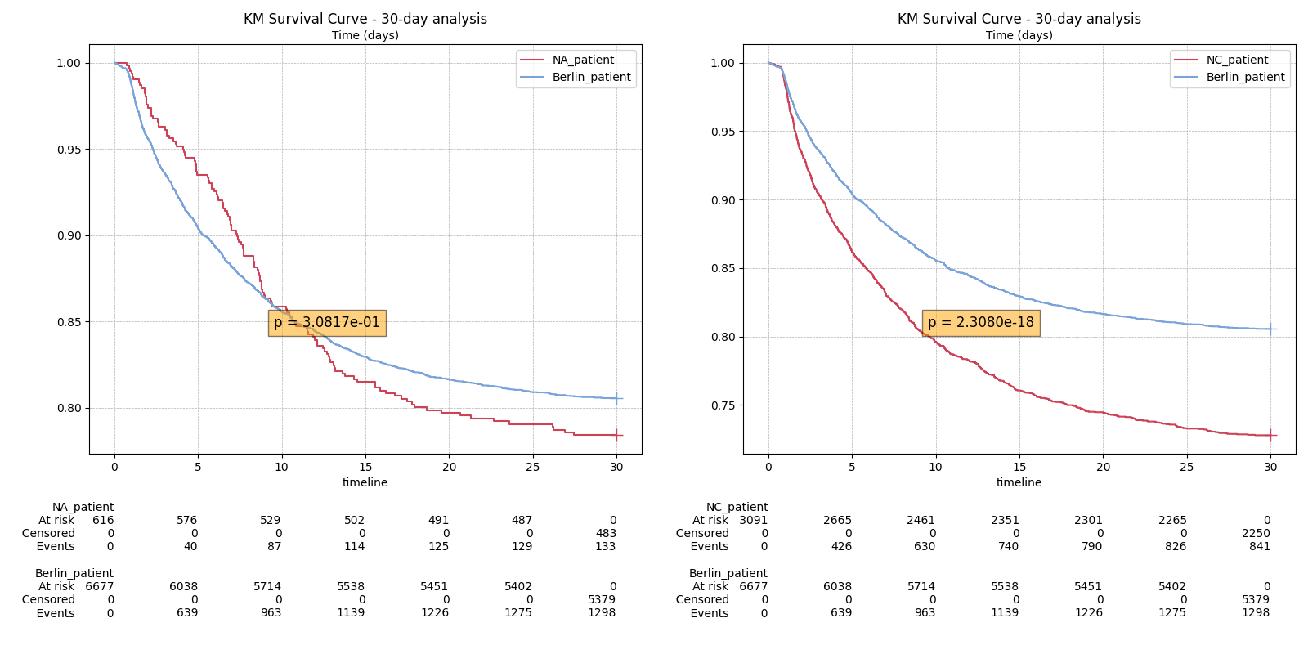 KM Survival Curve - 30-day analysis
Time (days)
NA_patient
Berlin_patient
1.00
0.95
0.90
0.85
0.80
p = 3.0817e-01
0 5 10 15 20 25 30
timeline
NA_patient
At risk 616 576 529 502 491 487 0
Censored 0 0 0 0 0 0 483
Events 0 40 87 114 125 129 133
Berlin_patient
At risk 6677 6038 5714 5538 5451 5402 0
Censored 0 0 0 0 0 0 5379
Events 0 639 963 1139 1226 1275 1298
KM Survival Curve - 30-day analysis
Time (days)
NC_patient
Berlin_patient
1.00
0.95
0.90
0.85
0.80
0.75
p = 2.3080e-18
0 5 10 15 20 25 30
timeline
NC_patient
At risk 3091 2665 2461 2351 2301 2265 0
Censored 0 0 0 0 0 0 2250
Events 0 426 630 740 790 826 841
Berlin_patient
At risk 6677 6038 5714 5538 5451 5402 0
Censored 0 0 0 0 0 0 5379
Events 0 639 963 1139 1226 1275 1298